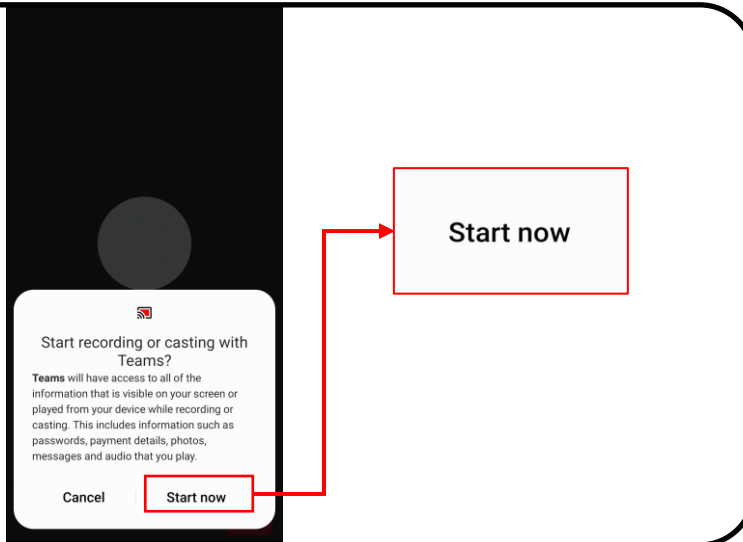 Start recording or casting with
Teams?
Teams will have access to all of the
information that is visible on your screen or
played from your device while recording or
casting. This includes information such as
passwords, payment details, photos,
messages and audio that you play.
Cancel
Start now
Start now